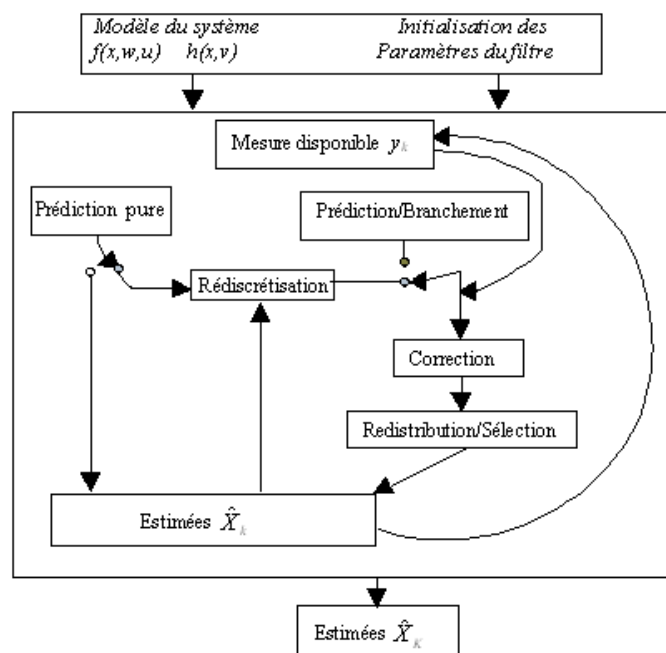 Modèle du système
f(x,w,u) h(x,v)
Initialisation des
Paramètres du filtre
Mesure disponible y_k
Prédiction pure
Prédiction/Branchement
Rédiscrétisation
Correction
Redistribution/Sélection
Estimées X̂_k
Estimées X̂_K